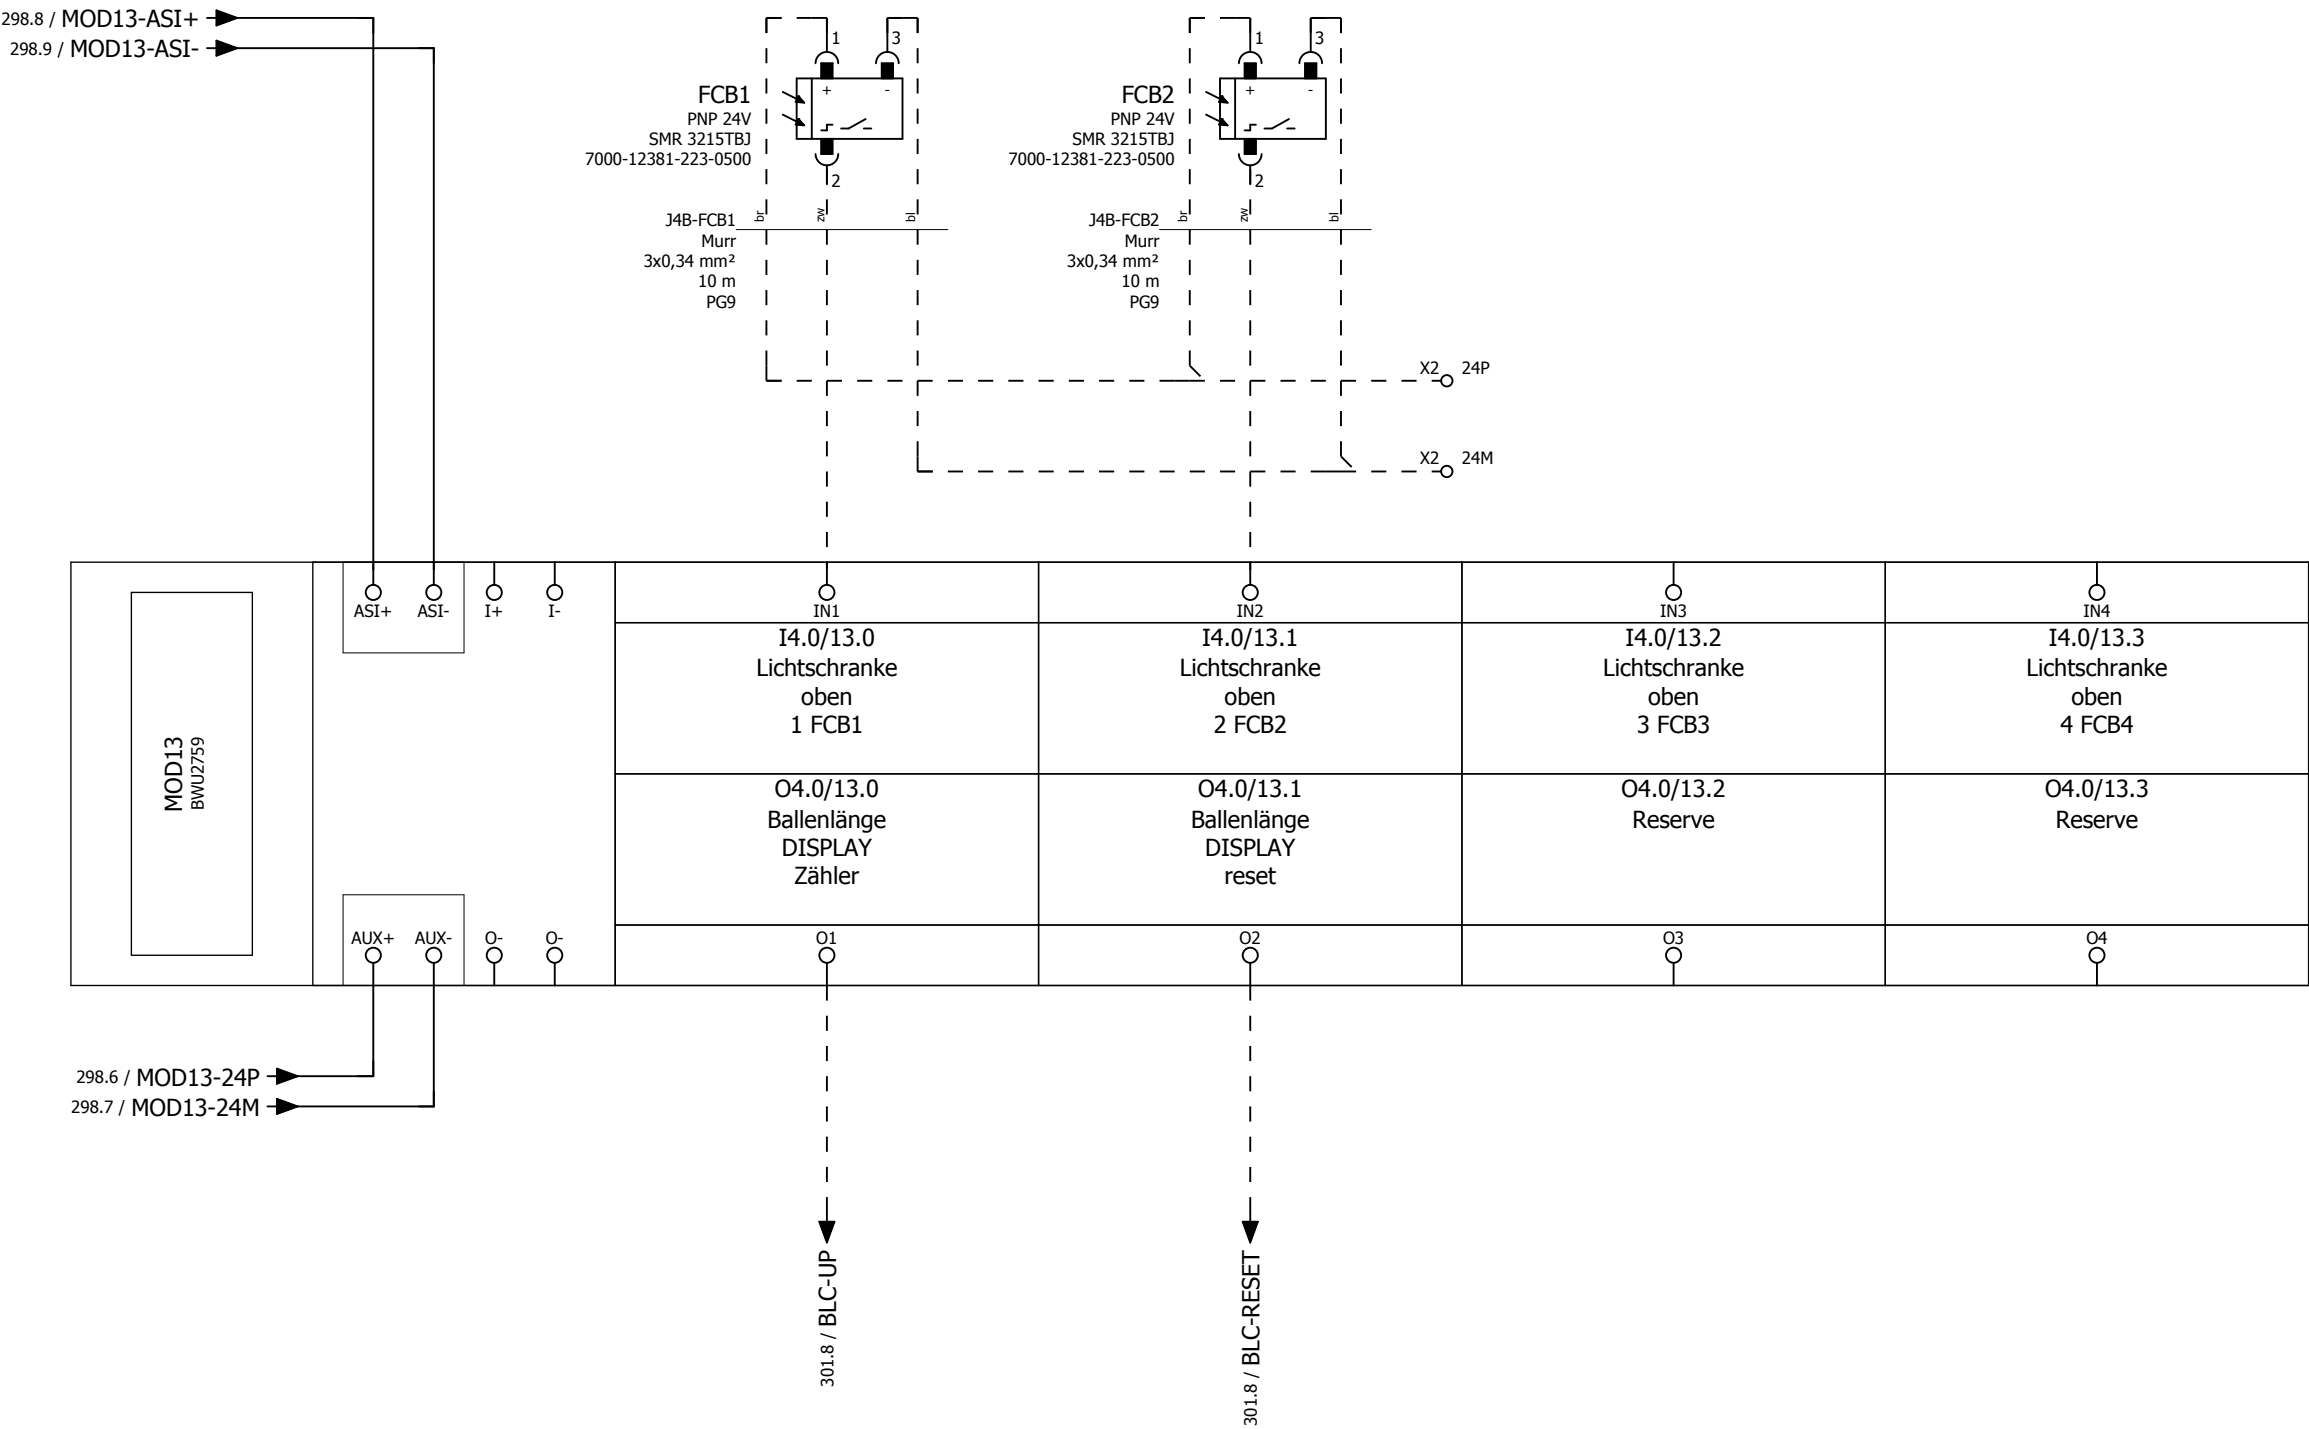 298.8 / MOD13-ASI+
298.9 / MOD13-ASI-
1
3
+
-
FCB1
PNP 24V
SMR 3215TBJ
7000-12381-223-0500
2
J4B-FCB1
Murr
3x0,34 mm²
10 m
PG9
br
zw
bl
1
3
+
-
FCB2
PNP 24V
SMR 3215TBJ
7000-12381-223-0500
2
J4B-FCB2
Murr
3x0,34 mm²
10 m
PG9
br
zw
bl
X2 24P
X2 24M
MOD13
BWU2759
ASI+ ASI- I+ I-
IN1
I4.0/13.0
Lichtschranke
oben
1 FCB1
O4.0/13.0
Ballenlänge
DISPLAY
Zähler
O1
IN2
I4.0/13.1
Lichtschranke
oben
2 FCB2
O4.0/13.1
Ballenlänge
DISPLAY
reset
O2
IN3
I4.0/13.2
Lichtschranke
oben
3 FCB3
O4.0/13.2
Reserve
O3
IN4
I4.0/13.3
Lichtschranke
oben
4 FCB4
O4.0/13.3
Reserve
O4
AUX+ AUX- O- O-
298.6 / MOD13-24P
298.7 / MOD13-24M
301.8 / BLC-UP
301.8 / BLC-RESET